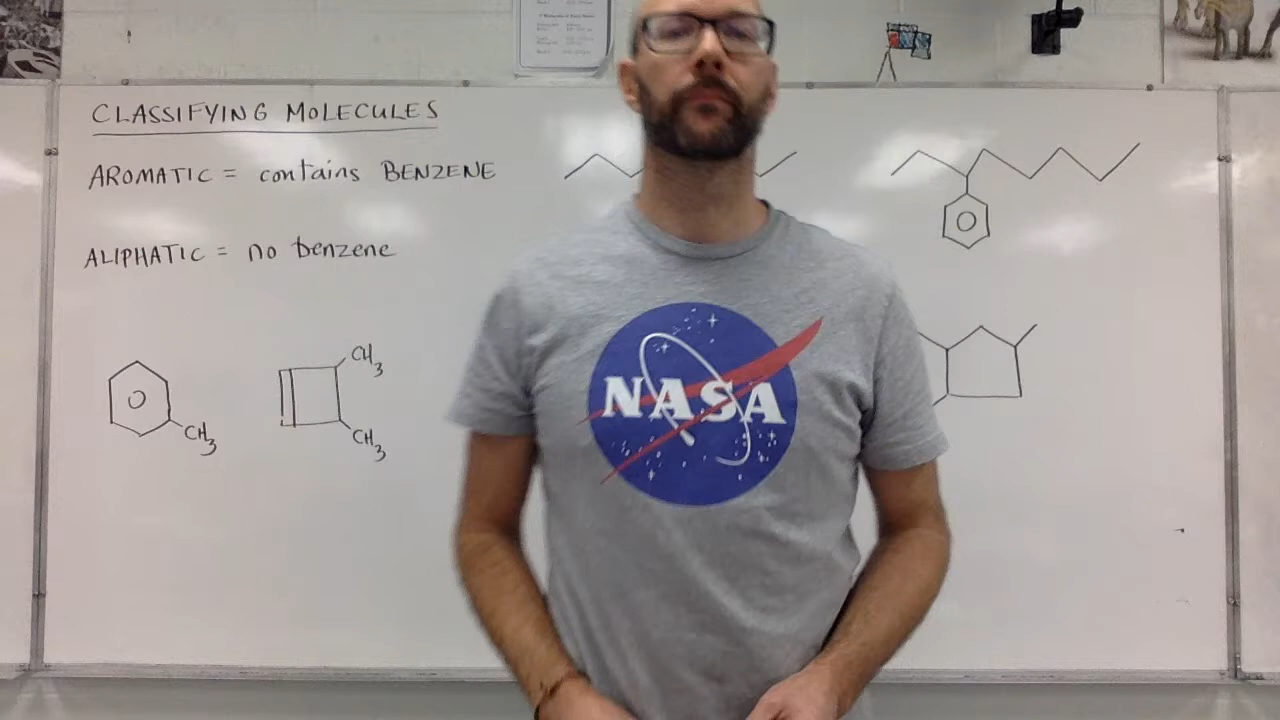 CLASSIFYING MOLECULES
AROMATIC = contains BENZENE
ALIPHATIC = no benzene
CH3
CH3
CH3
NASA